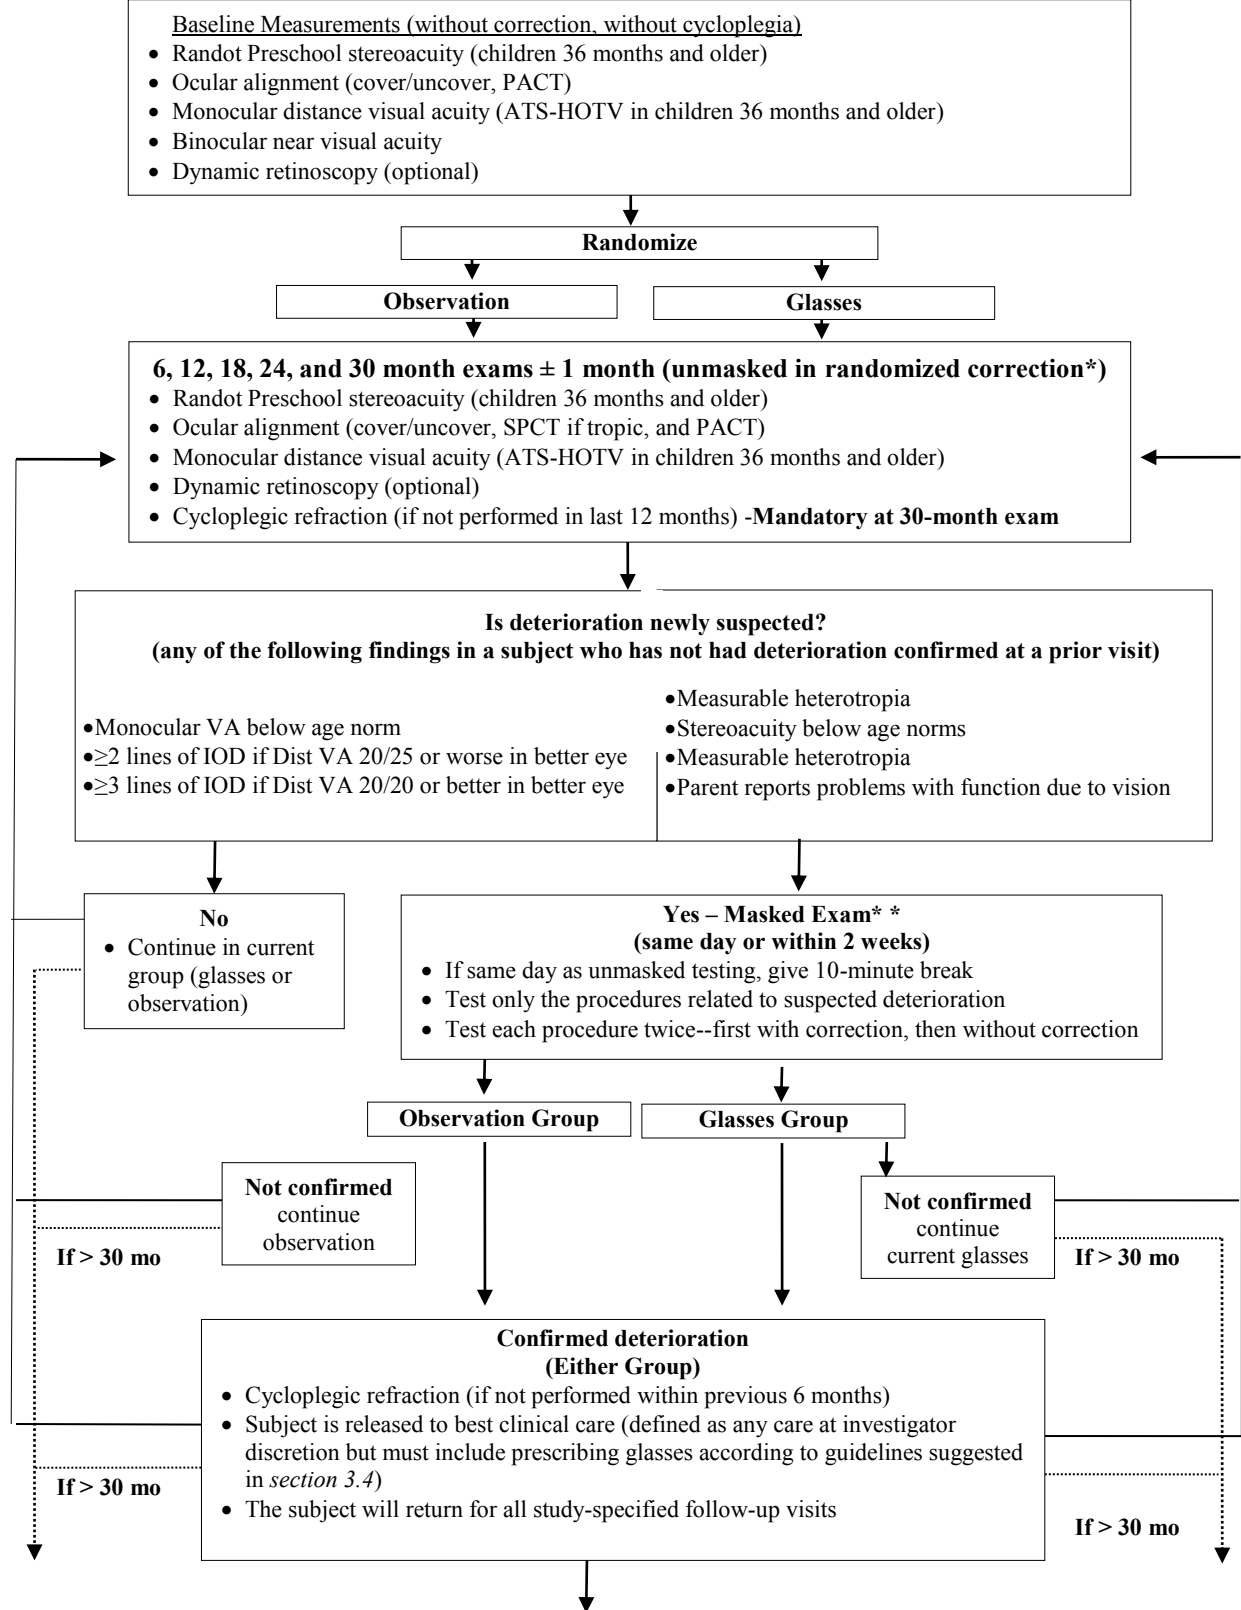 Baseline Measurements (without correction, without cycloplegia)
• Randot Preschool stereoacuity (children 36 months and older)
• Ocular alignment (cover/uncover, PACT)
• Monocular distance visual acuity (ATS-HOTV in children 36 months and older)
• Binocular near visual acuity
• Dynamic retinoscopy (optional)
Randomize
Observation
Glasses
6, 12, 18, 24, and 30 month exams ± 1 month (unmasked in randomized correction*)
• Randot Preschool stereoacuity (children 36 months and older)
• Ocular alignment (cover/uncover, SPCT if tropic, and PACT)
• Monocular distance visual acuity (ATS-HOTV in children 36 months and older)
• Dynamic retinoscopy (optional)
• Cycloplegic refraction (if not performed in last 12 months) -Mandatory at 30-month exam
Is deterioration newly suspected?
(any of the following findings in a subject who has not had deterioration confirmed at a prior visit)
•Monocular VA below age norm
•≥2 lines of IOD if Dist VA 20/25 or worse in better eye
•≥3 lines of IOD if Dist VA 20/20 or better in better eye
•Measurable heterotropia
•Stereoacuity below age norms
•Measurable heterotropia
•Parent reports problems with function due to vision
No
• Continue in current
group (glasses or
observation)
Yes – Masked Exam* *
(same day or within 2 weeks)
• If same day as unmasked testing, give 10-minute break
• Test only the procedures related to suspected deterioration
• Test each procedure twice--first with correction, then without correction
Observation Group
Glasses Group
Not confirmed
continue
observation
Not confirmed
continue
current glasses
If > 30 mo
If > 30 mo
Confirmed deterioration
(Either Group)
• Cycloplegic refraction (if not performed within previous 6 months)
• Subject is released to best clinical care (defined as any care at investigator
discretion but must include prescribing glasses according to guidelines suggested
in section 3.4)
• The subject will return for all study-specified follow-up visits
If > 30 mo
If > 30 mo